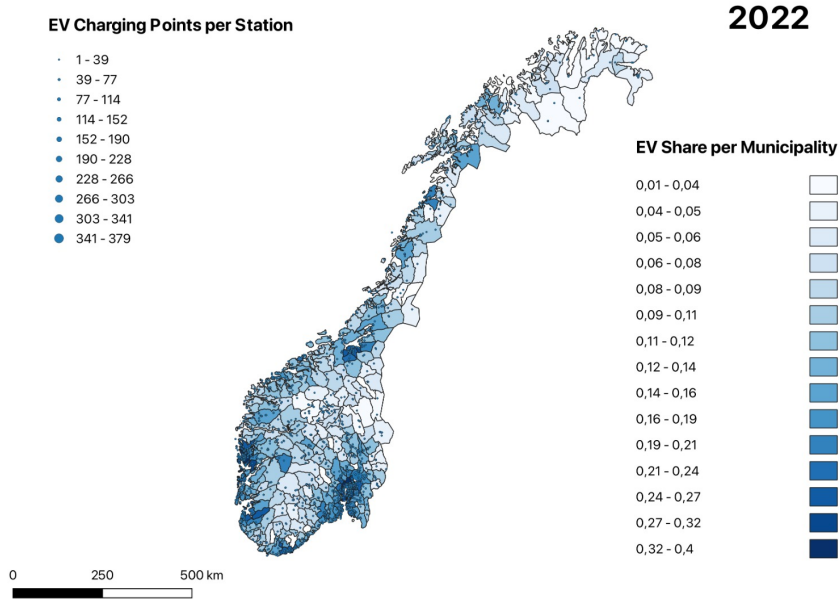 2022
EV Charging Points per Station
1 - 39
39 - 77
77 - 114
114 - 152
152 - 190
190 - 228
228 - 266
266 - 303
303 - 341
341 - 379
EV Share per Municipality
0,01 - 0,04
0,04 - 0,05
0,05 - 0,06
0,06 - 0,08
0,08 - 0,09
0,09 - 0,11
0,11 - 0,12
0,12 - 0,14
0,14 - 0,16
0,16 - 0,19
0,19 - 0,21
0,21 - 0,24
0,24 - 0,27
0,27 - 0,32
0,32 - 0,4
0 250 500 km